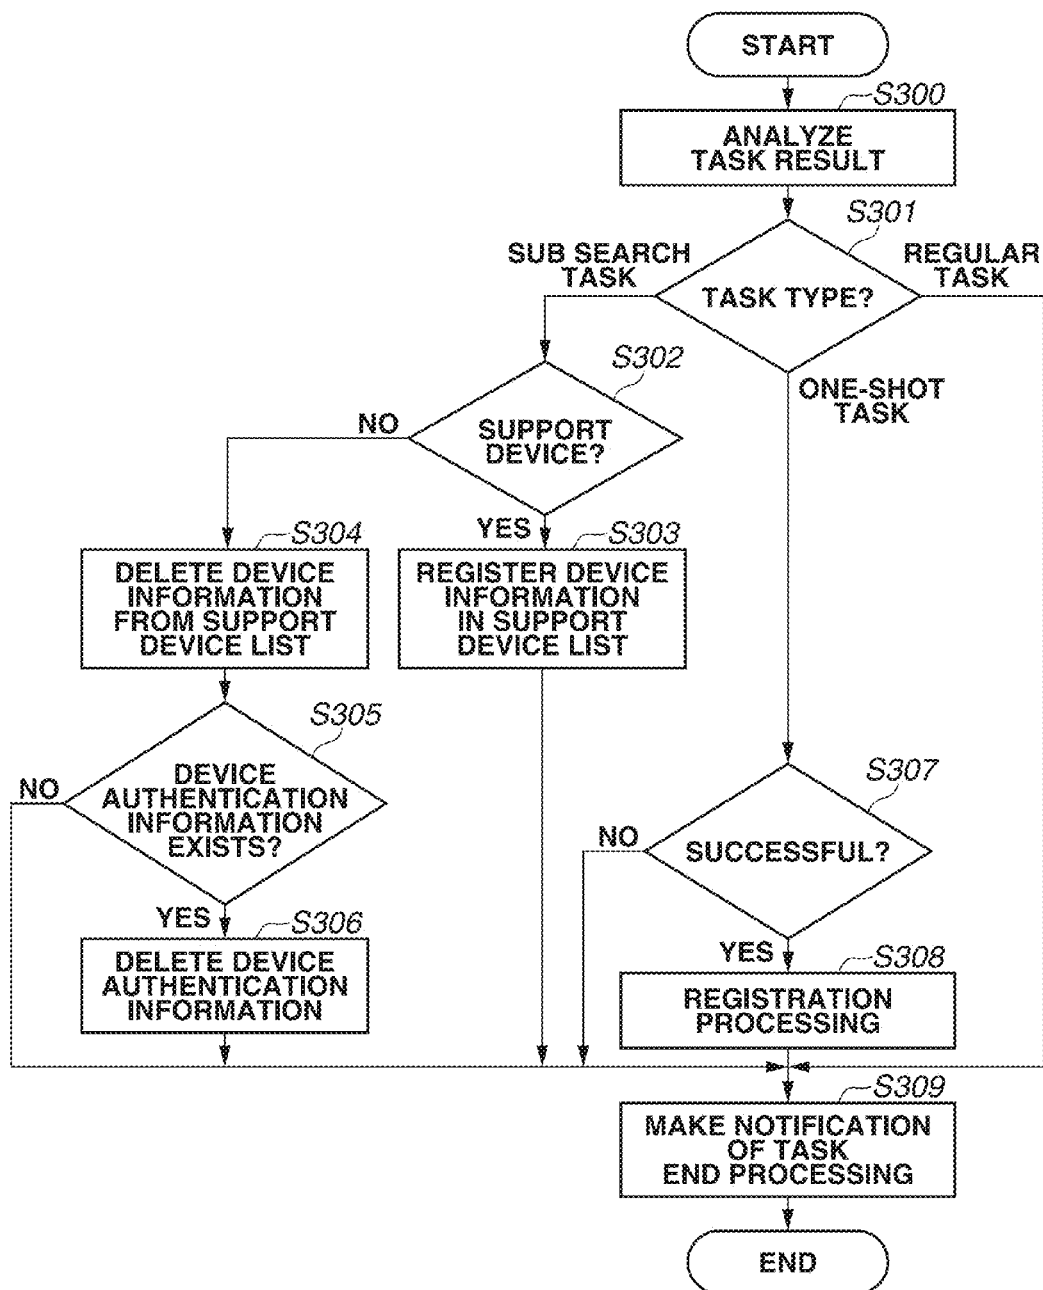 START
S300
ANALYZE
TASK RESULT
S301
SUB SEARCH
TASK
TASK TYPE?
REGULAR
TASK
S302
ONE-SHOT
TASK
NO
SUPPORT
DEVICE?
YES
S304
S303
DELETE DEVICE
INFORMATION
FROM SUPPORT
DEVICE LIST
REGISTER DEVICE
INFORMATION
IN SUPPORT
DEVICE LIST
S305
NO
DEVICE
AUTHENTICATION
INFORMATION
EXISTS?
S307
NO
SUCCESSFUL?
YES
S306
DELETE DEVICE
AUTHENTICATION
INFORMATION
YES
S308
REGISTRATION
PROCESSING
S309
MAKE NOTIFICATION
OF TASK
END PROCESSING
END